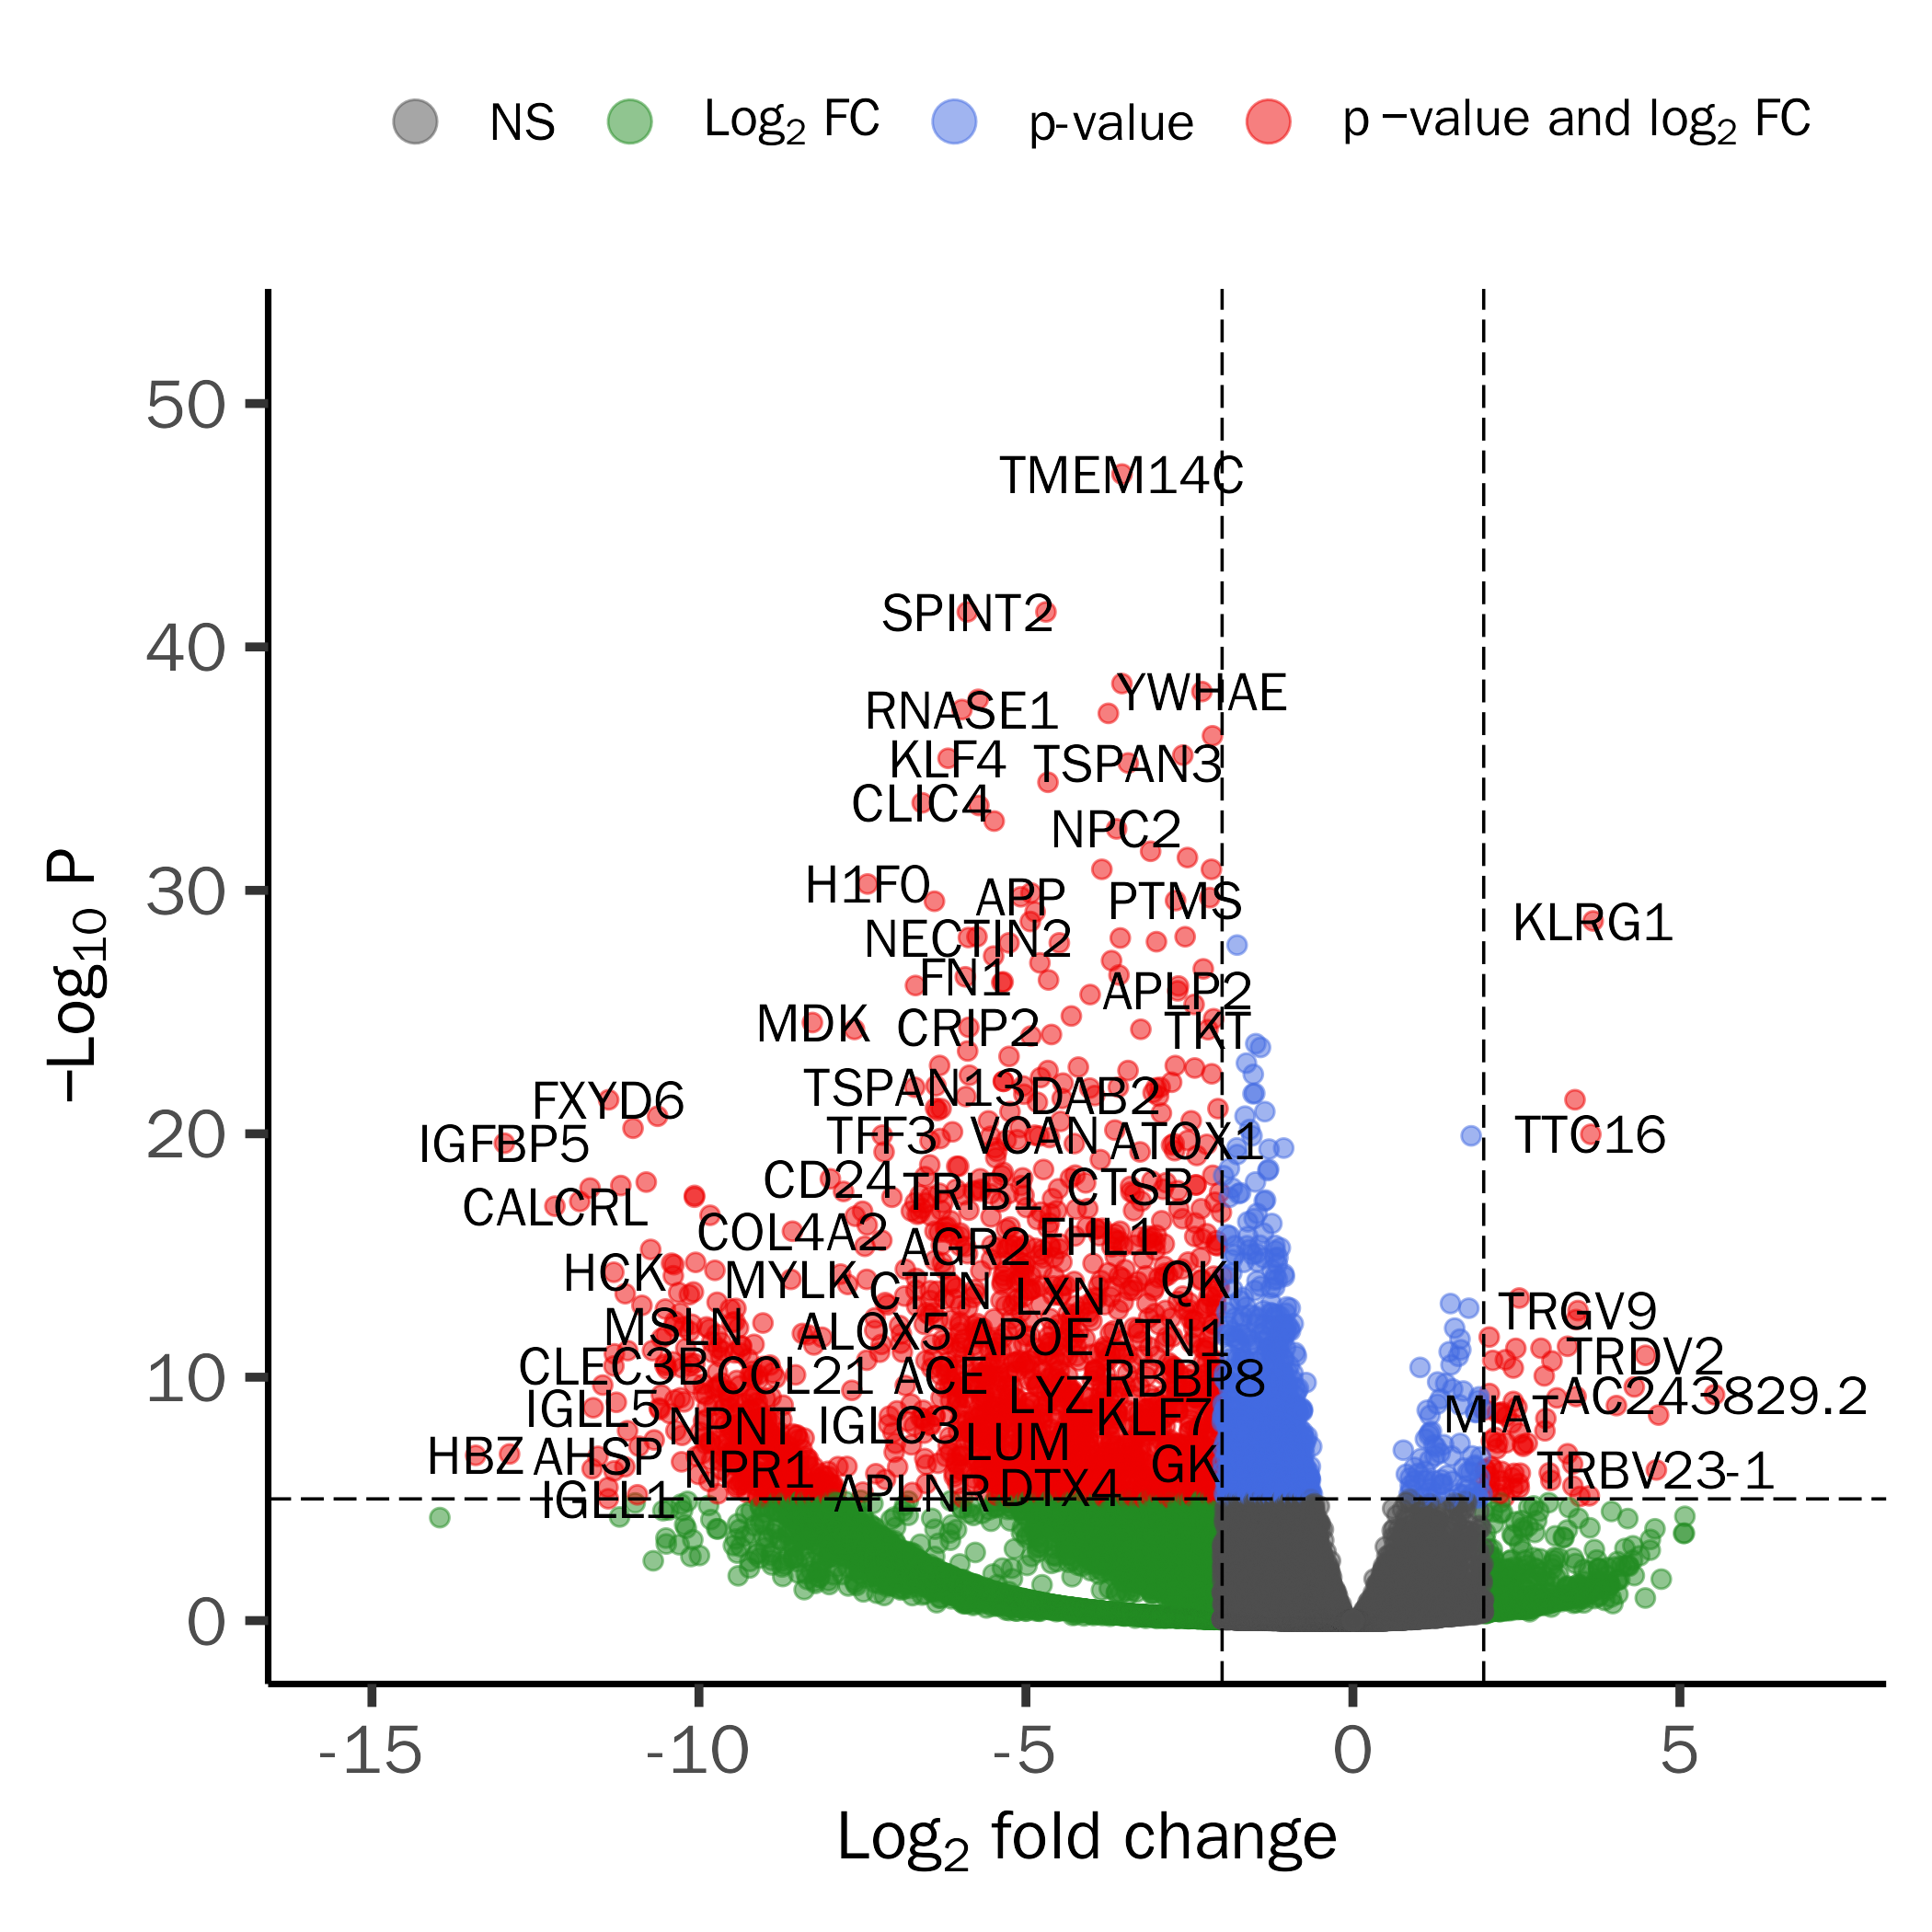 NS Log2 FC p-value p −value and log2 FC
50
TMEM14C
SPINT2
40
YWHAE
RNASE1
KLF4 TSPAN3
CLIC4
NPC2
30
H1F0 APP PTMS
KLRG1
NECTIN2
FN1 APLP2
MDK CRIP2 TKT
TSPAN13 DAB2
FXYD6
20
IGFBP5 TFF3 VCAN ATOX1 TTC16
CD24 TRIB1 CTSB
CALCRL
COL4A2 AGR2 FHL1
HCK MYLK CTTN LXN QKI
TRGV9
MSLN ALOX5 APOE ATN1
TRDV2
10
CLEC3B CCL21 ACE RBBP8
LYZ AC243829.2
IGLL5 NPNT IGLC3 KLF7 MIAT
LUM
HBZ AHSP NPR1 GK TRBV23-1
IGLL1 APLNR DTX4
0
-15 -10 -5 0 5
Log2 fold change
−Log10 P